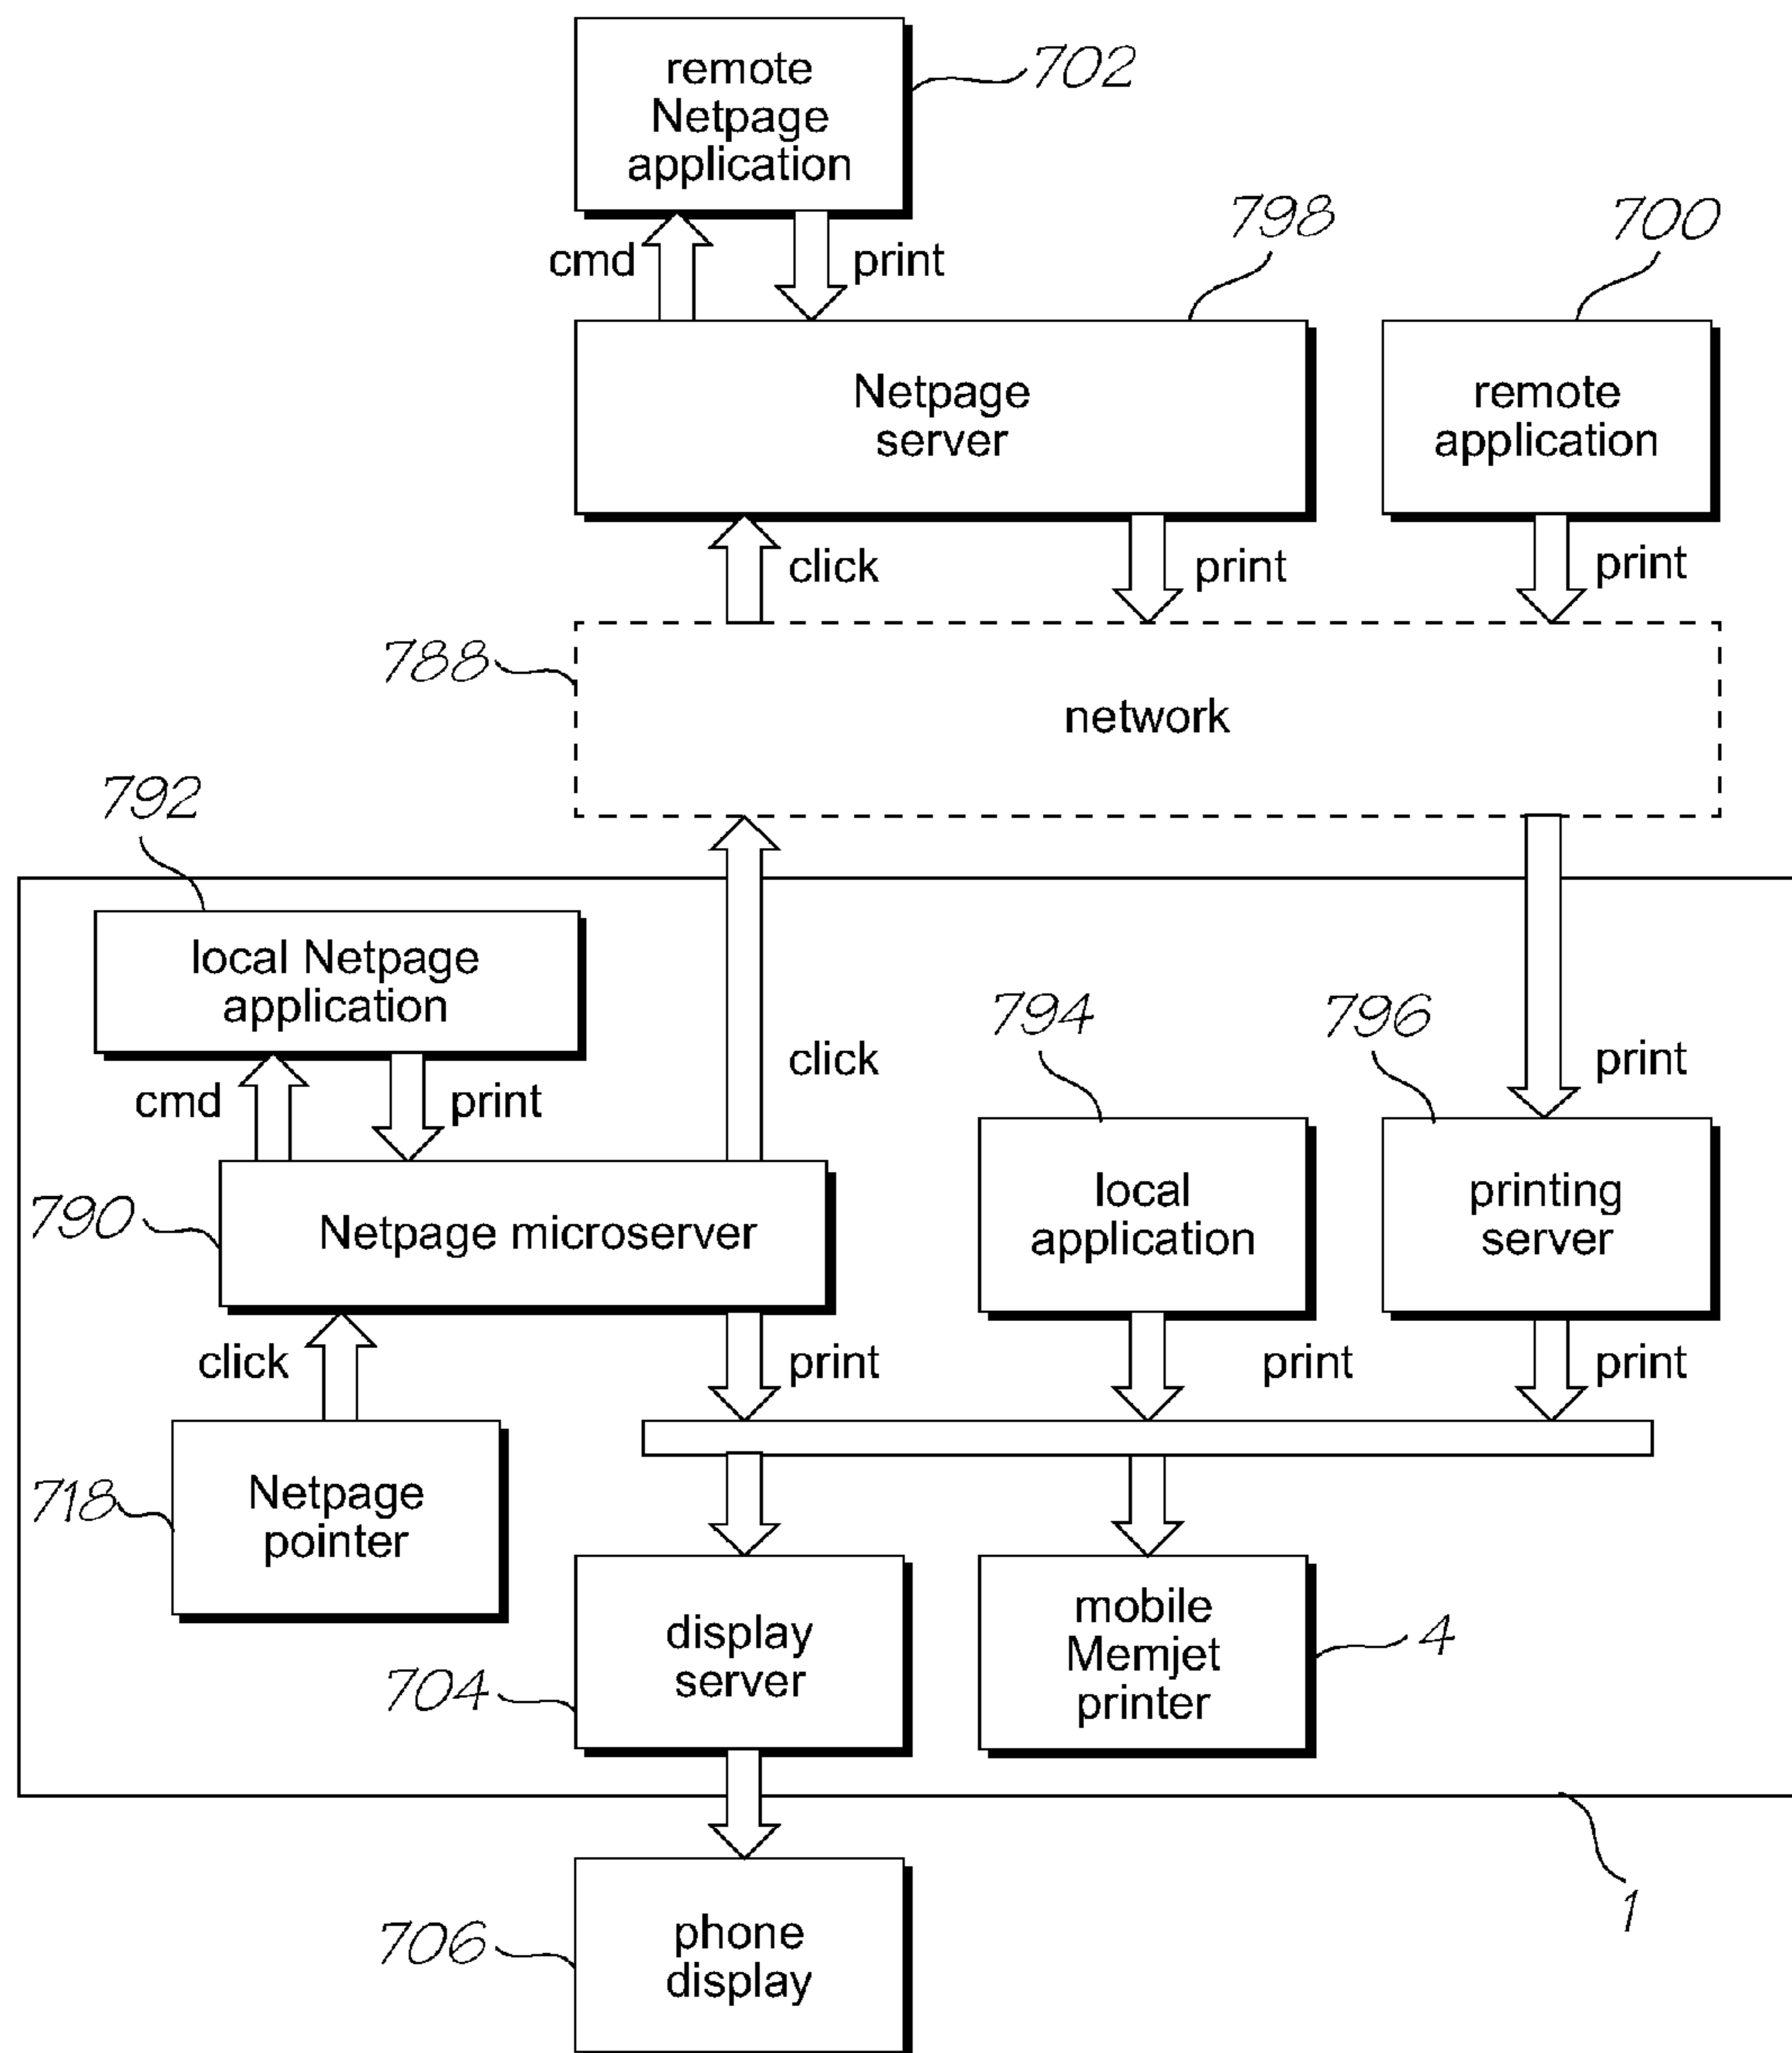 remote
Netpage
application
702
cmd
print
798
700
Netpage
server
remote
application
click
print
print
788
network
792
local Netpage
application
794
796
click
print
cmd
print
790
Netpage microserver
local
application
printing
server
click
print
print
print
718
Netpage
pointer
display
server
704
mobile
Memjet
printer
4
1
706
phone
display